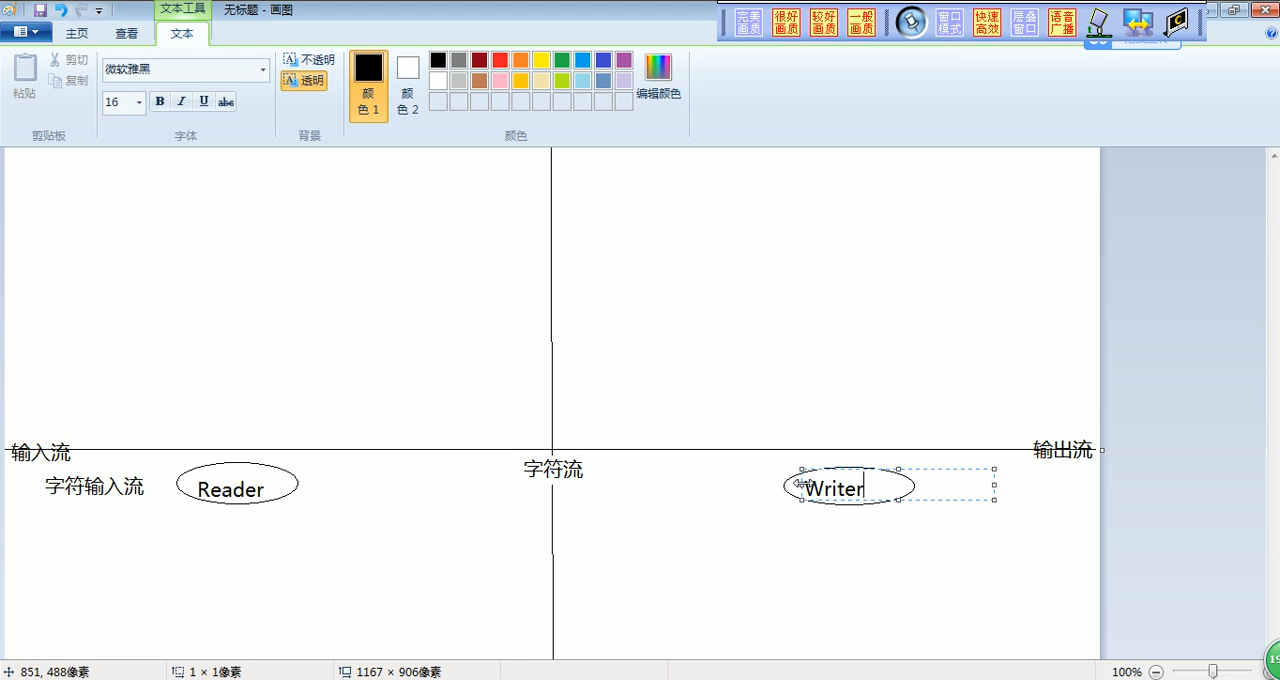 文本工具 无标题 - 画图
主页 查看 文本
完美画质 很好画质 较好画质 一般画质 窗口模式 快速高效 层叠窗口 语音广播
粘贴 剪切
复制
剪贴板
微软雅黑
16 B I U abc
字体
不透明
透明
背景
颜色 1 颜色 2
编辑颜色
颜色
输入流
输出流
字符流
字符输入流 Reader
Writer
851, 488像素 1 × 1像素 1167 × 906像素 100%